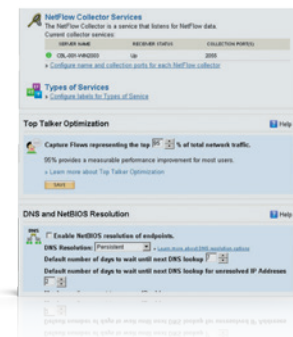 NetFlow Collector Services
The NetFlow Collector is a service that listens for NetFlow data.
Current collector services:
SERVER NAME RECEIVER STATUS COLLECTION PORT(S)
Up 2055
» Configure name and collection ports for each NetFlow collector
Types of Services
» Configure labels for Types of Service
Top Talker Optimization
Help
Capture Flows representing the top 95 % of total network traffic.
95% provides a measurable performance improvement for most users.
» Learn more about Top Talker Optimization
SAVE
DNS and NetBIOS Resolution
Help
DNS
Enable NetBIOS resolution of endpoints.
DNS Resolution: Persistent » Learn more about DNS resolution options
Default number of days to wait until next DNS lookup 7
Default number of days to wait until next DNS lookup for unresolved IP Addresses